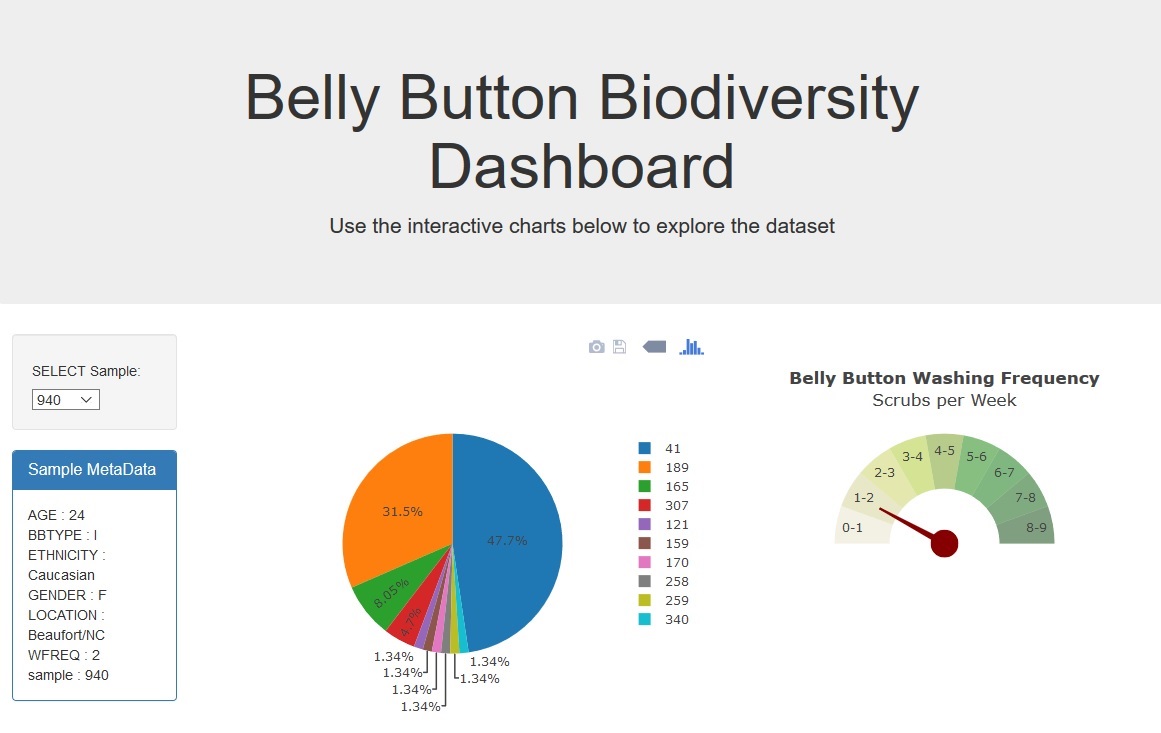 Belly Button Biodiversity
Dashboard
Use the interactive charts below to explore the dataset
SELECT Sample:
940
Sample MetaData
AGE : 24
BBTYPE : I
ETHNICITY :
Caucasian
GENDER : F
LOCATION :
Beaufort/NC
WFREQ : 2
sample : 940
47.7%
31.5%
8.05%
4.7%
1.34%
1.34%
1.34%
1.34%
1.34%
1.34%
41
189
165
307
121
159
170
258
259
340
Belly Button Washing Frequency
Scrubs per Week
0-1
1-2
2-3
3-4
4-5
5-6
6-7
7-8
8-9